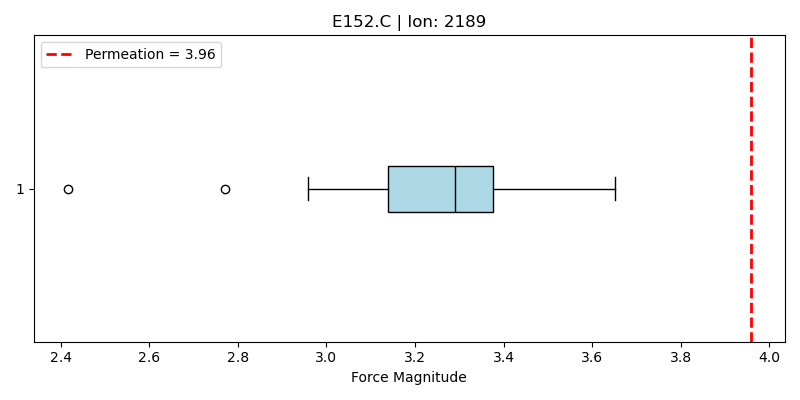 E152.C | Ion: 2189
Permeation = 3.96
1
2.4 2.6 2.8 3.0 3.2 3.4 3.6 3.8 4.0
Force Magnitude